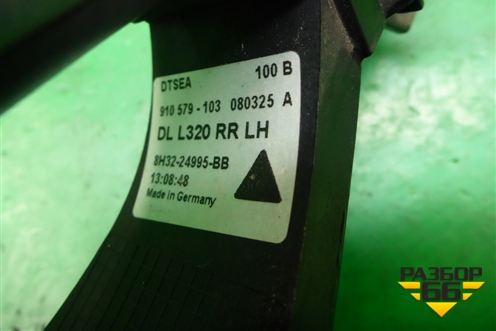 DTSEA 100 B
910 579 - 103 080325 A
DL L320 RR LH
8H32-24995-BB
13:08:48
Made in Germany
РАЗБОР
66